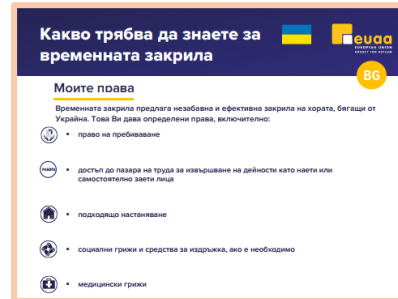 Какво трябва да знаете за
временната закрила
euaa
EUROPEAN UNION
AGENCY FOR ASYLUM
BG
Моите права
Временната закрила предлага незабавна и ефективна закрила на хората, бягащи от
Украйна. Това Ви дава определени права, включително:
• право на пребиваване
РАБОТА
• достъп до пазара на труда за извършване на дейности като наети или
самостоятелно заети лица
• подходящо настаняване
• социални грижи и средства за издръжка, ако е необходимо
• медицински грижи